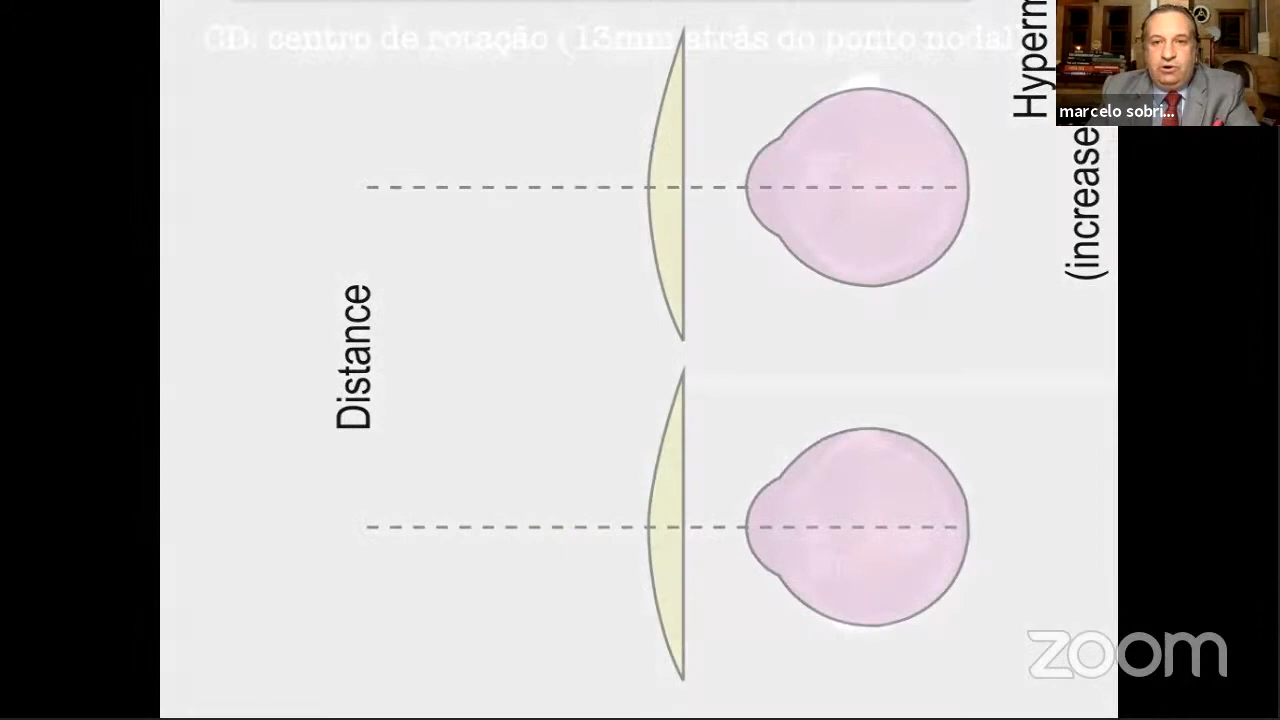 CD: centro de rotação (13mm atrás do ponto nodal
Hyperm
(increase
Distance
marcelo sobri...
zoom